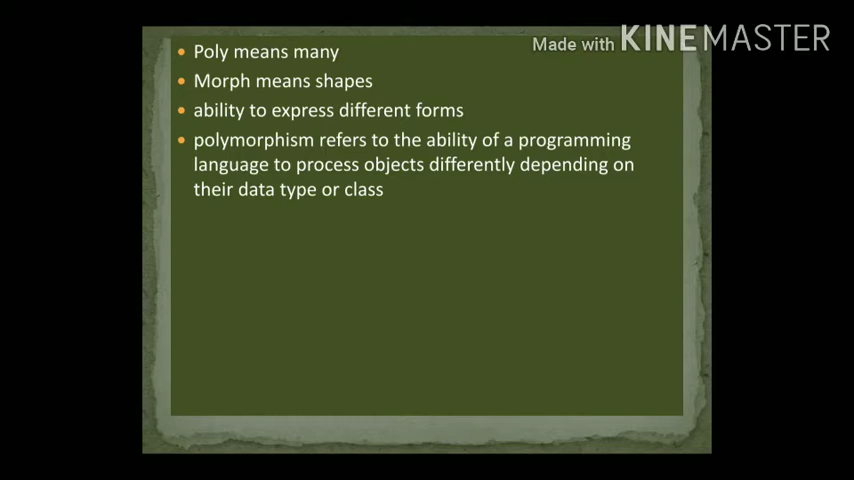 Made with KINEMASTER
Poly means many
Morph means shapes
ability to express different forms
polymorphism refers to the ability of a programming
language to process objects differently depending on
their data type or class